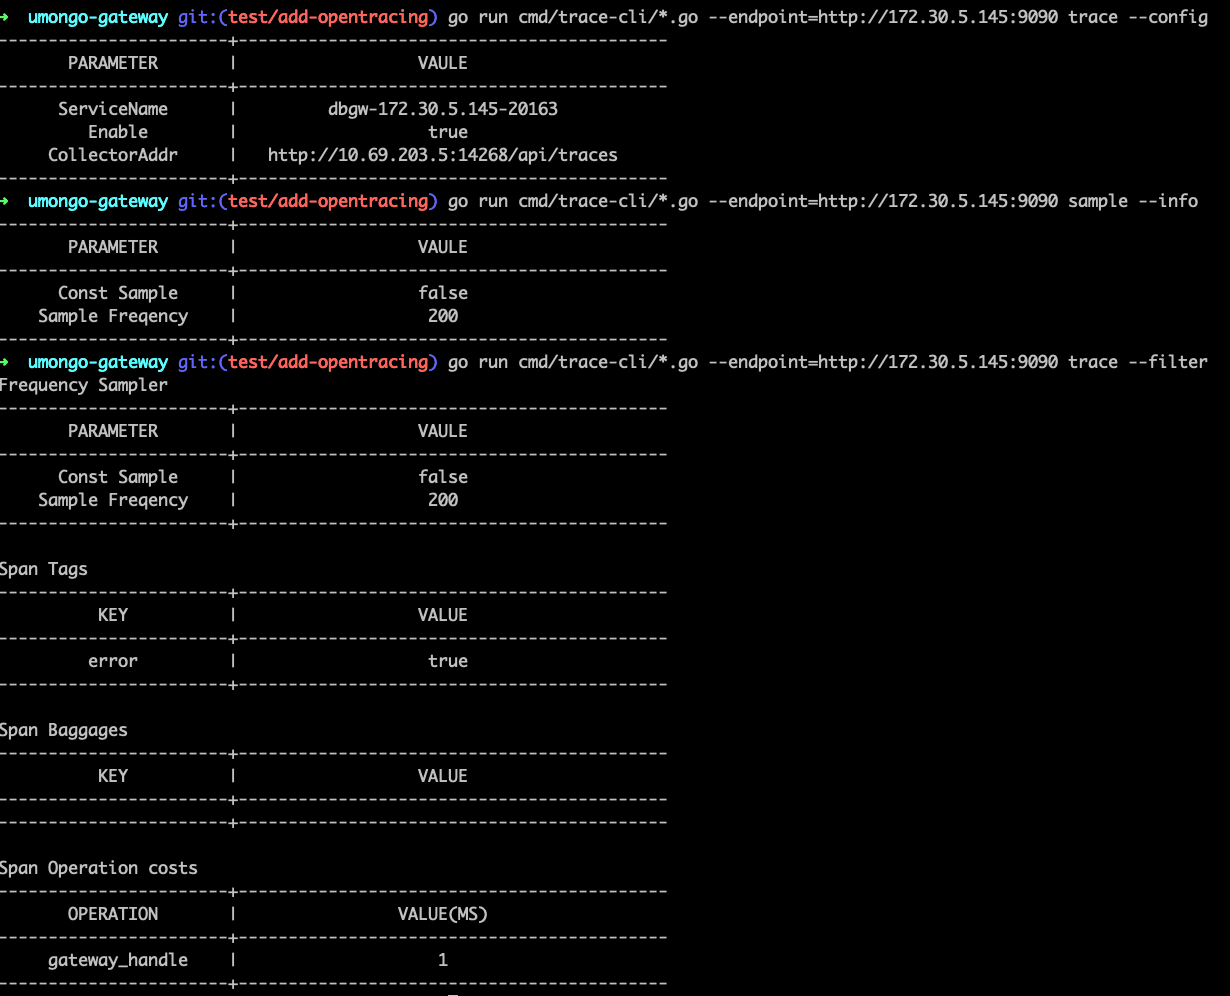 ➜ umongo-gateway git:(test/add-opentracing) go run cmd/trace-cli/*.go --endpoint=http://172.30.5.145:9090 trace --config
-----------------------+-------------------------------------------
PARAMETER | VAULE
-----------------------+-------------------------------------------
ServiceName | dbgw-172.30.5.145-20163
Enable | true
CollectorAddr | http://10.69.203.5:14268/api/traces
-----------------------+-------------------------------------------
➜ umongo-gateway git:(test/add-opentracing) go run cmd/trace-cli/*.go --endpoint=http://172.30.5.145:9090 sample --info
-----------------------+-------------------------------------------
PARAMETER | VAULE
-----------------------+-------------------------------------------
Const Sample | false
Sample Freqency | 200
-----------------------+-------------------------------------------
➜ umongo-gateway git:(test/add-opentracing) go run cmd/trace-cli/*.go --endpoint=http://172.30.5.145:9090 trace --filter
Frequency Sampler
-----------------------+-------------------------------------------
PARAMETER | VAULE
-----------------------+-------------------------------------------
Const Sample | false
Sample Freqency | 200
-----------------------+-------------------------------------------
Span Tags
-----------------------+-------------------------------------------
KEY | VALUE
-----------------------+-------------------------------------------
error | true
-----------------------+-------------------------------------------
Span Baggages
-----------------------+-------------------------------------------
KEY | VALUE
-----------------------+-------------------------------------------
-----------------------+-------------------------------------------
Span Operation costs
-----------------------+-------------------------------------------
OPERATION | VALUE(MS)
-----------------------+-------------------------------------------
gateway_handle | 1
-----------------------+-------------------------------------------